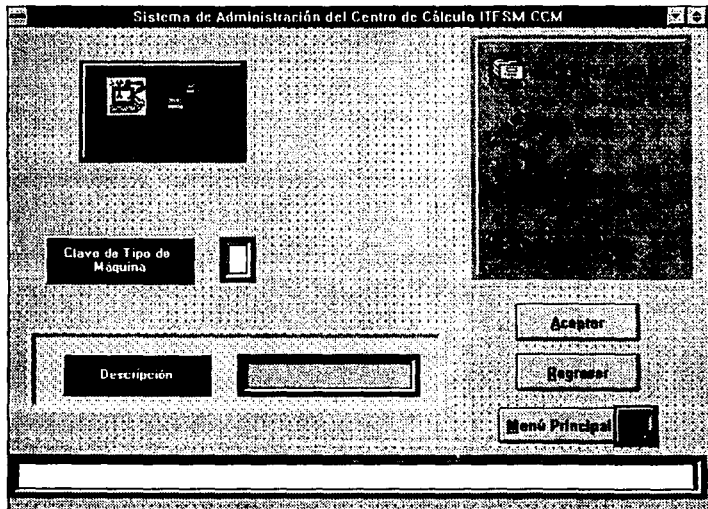 Sistema de Administración del Centro de Cálculo ITESM CCM
Clave de Tipo de
Máquina
Descripción
Aceptar
Regresar
Menú Principal